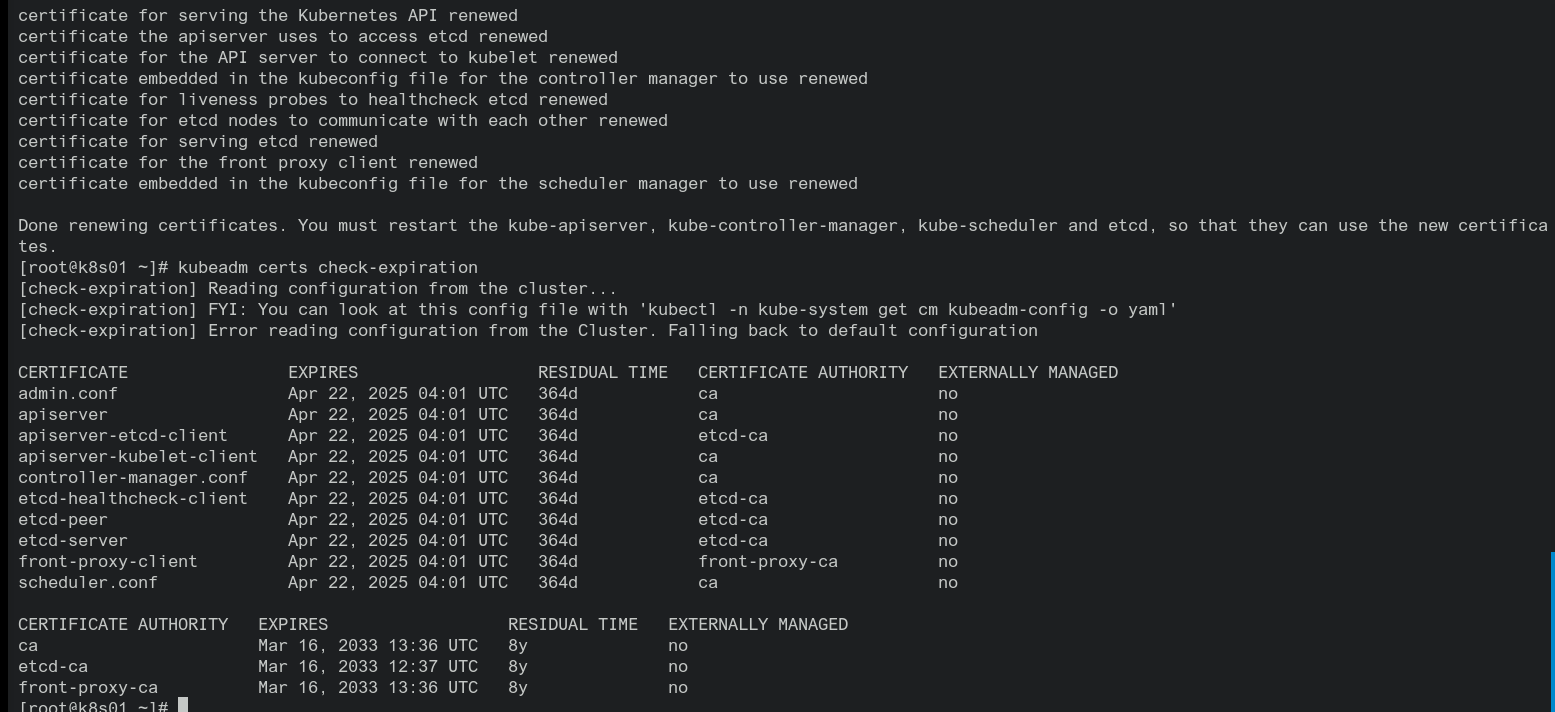 certificate for serving the Kubernetes API renewed
certificate the apiserver uses to access etcd renewed
certificate for the API server to connect to kubelet renewed
certificate embedded in the kubeconfig file for the controller manager to use renewed
certificate for liveness probes to healthcheck etcd renewed
certificate for etcd nodes to communicate with each other renewed
certificate for serving etcd renewed
certificate for the front proxy client renewed
certificate embedded in the kubeconfig file for the scheduler manager to use renewed

Done renewing certificates. You must restart the kube-apiserver, kube-controller-manager, kube-scheduler and etcd, so that they can use the new certifica
tes.
[root@k8s01 ~]# kubeadm certs check-expiration
[check-expiration] Reading configuration from the cluster...
[check-expiration] FYI: You can look at this config file with 'kubectl -n kube-system get cm kubeadm-config -o yaml'
[check-expiration] Error reading configuration from the Cluster. Falling back to default configuration

CERTIFICATE                EXPIRES                  RESIDUAL TIME   CERTIFICATE AUTHORITY   EXTERNALLY MANAGED
admin.conf                 Apr 22, 2025 04:01 UTC   364d            ca                      no
apiserver                  Apr 22, 2025 04:01 UTC   364d            ca                      no
apiserver-etcd-client      Apr 22, 2025 04:01 UTC   364d            etcd-ca                 no
apiserver-kubelet-client   Apr 22, 2025 04:01 UTC   364d            ca                      no
controller-manager.conf    Apr 22, 2025 04:01 UTC   364d            ca                      no
etcd-healthcheck-client    Apr 22, 2025 04:01 UTC   364d            etcd-ca                 no
etcd-peer                  Apr 22, 2025 04:01 UTC   364d            etcd-ca                 no
etcd-server                Apr 22, 2025 04:01 UTC   364d            etcd-ca                 no
front-proxy-client         Apr 22, 2025 04:01 UTC   364d            front-proxy-ca          no
scheduler.conf             Apr 22, 2025 04:01 UTC   364d            ca                      no

CERTIFICATE AUTHORITY   EXPIRES                  RESIDUAL TIME   EXTERNALLY MANAGED
ca                      Mar 16, 2033 13:36 UTC   8y              no
etcd-ca                 Mar 16, 2033 12:37 UTC   8y              no
front-proxy-ca          Mar 16, 2033 13:36 UTC   8y              no
[root@k8s01 ~]#